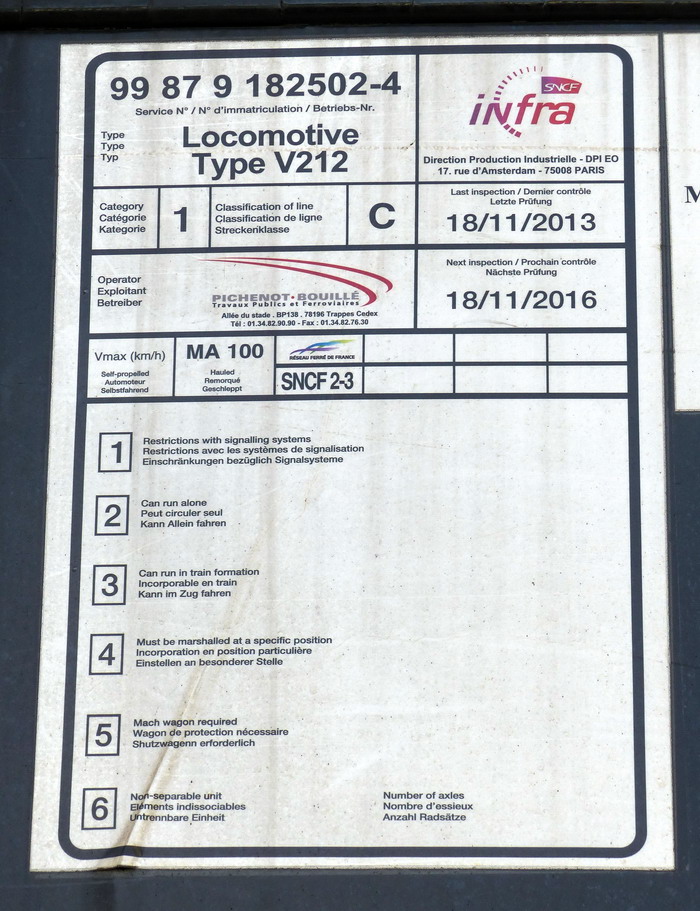 99 87 9 182502-4
Service N° / N° d'immatriculation / Betriebs-Nr.
Type
Type
Typ
Locomotive
Type V212
SNCF
infra
Direction Production Industrielle - DPI EO
17. rue d'Amsterdam - 75008 PARIS
Category
Catégorie
Kategorie
1
Classification of line
Classification de ligne
Streckenklasse
C
Last inspection / Dernier contrôle
Letzte Prüfung
18/11/2013
Operator
Exploitant
Betreiber
PICHENOT-BOUILLÉ
Travaux Publics et Ferroviaires
Allée du stade . BP138 . 78196 Trappes Cedex
Tél : 01.34.82.90.90 - Fax : 01.34.82.76.30
Next inspection / Prochain contrôle
Nächste Prüfung
18/11/2016
Vmax (km/h)
Self-propelled
Automoteur
Selbstfahrend
MA 100
Hauled
Remorqué
Geschleppt
RÉSEAU FERRÉ DE FRANCE
SNCF 2-3
1
Restrictions with signalling systems
Restrictions avec les systèmes de signalisation
Einschränkungen bezüglich Signalsysteme
2
Can run alone
Peut circuler seul
Kann Allein fahren
3
Can run in train formation
Incorporable en train
Kann im Zug fahren
4
Must be marshalled at a specific position
Incorporation en position particulière
Einstellen an besonderer Stelle
5
Mach wagon required
Wagon de protection nécessaire
Shutzwagenn erforderlich
6
Non-separable unit
Eléments indissociables
Untrennbare Einheit
Number of axles
Nombre d'essieux
Anzahl Radsätze
M